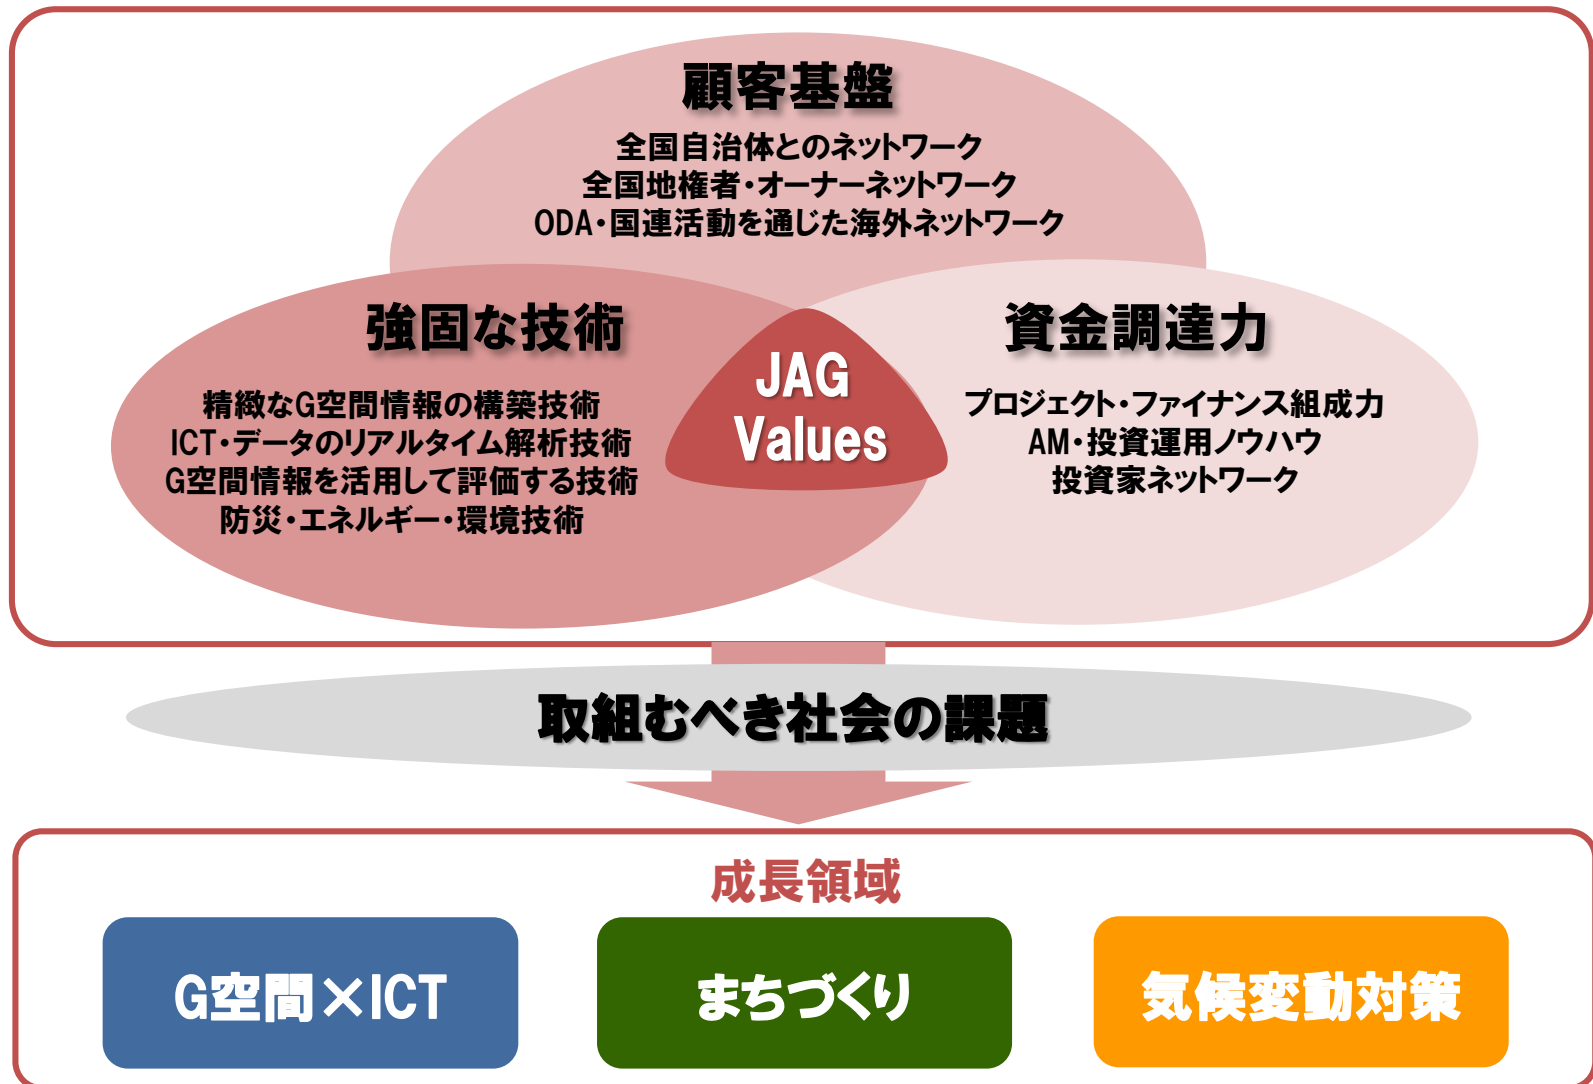 顧客基盤
全国自治体とのネットワーク
全国地権者・オーナーネットワーク
ODA・国連活動を通じた海外ネットワーク
強固な技術
精緻なG空間情報の構築技術
ICT・データのリアルタイム解析技術
G空間情報を活用して評価する技術
防災・エネルギー・環境技術
JAG
Values
資金調達力
プロジェクト・ファイナンス組成力
AM・投資運用ノウハウ
投資家ネットワーク
取組むべき社会の課題
成長領域
G空間×ICT
まちづくり
気候変動対策